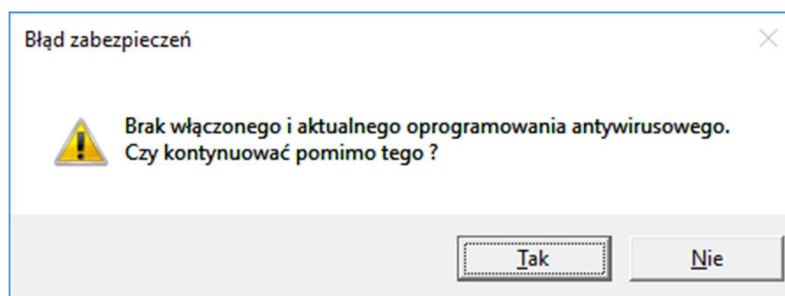 Błąd zabezpieczeń
Brak włączonego i aktualnego oprogramowania antywirusowego.
Czy kontynuować pomimo tego ?
Tak
Nie